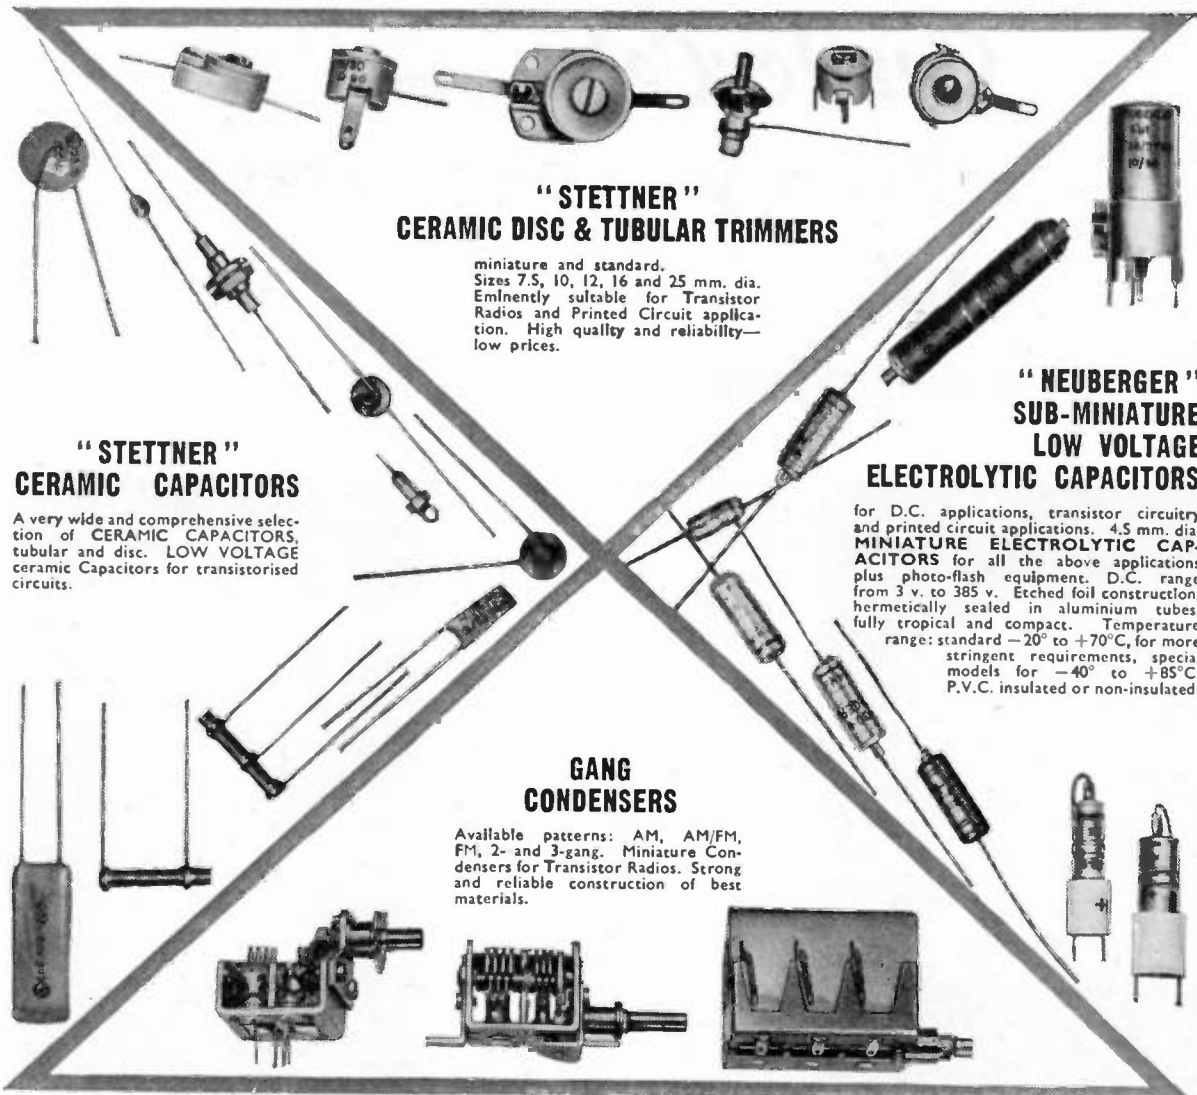 "STETTNER"
CERAMIC DISC & TUBULAR TRIMMERS
miniature and standard.
Sizes 7.5, 10, 12, 16 and 25 mm. dia.
Eminently suitable for Transistor
Radios and Printed Circuit applica-
tion. High quality and reliability—
low prices.
"STETTNER"
CERAMIC CAPACITORS
A very wide and comprehensive selec-
tion of CERAMIC CAPACITORS,
tubular and disc. LOW VOLTAGE
ceramic Capacitors for transistorised
circuits.
"NEUBERGER"
SUB-MINIATURE
LOW VOLTAGE
ELECTROLYTIC CAPACITORS
for D.C. applications, transistor circuitry
and printed circuit applications. 4.5 mm. dia
MINIATURE ELECTROLYTIC CAP-
ACITORS for all the above applications
plus photo-flash equipment. D.C. range
from 3 v. to 385 v. Etched foil construction,
hermetically sealed in aluminium tubes
fully tropical and compact. Temperature
range: standard —20° to +70°C, for more
stringent requirements, specia
models for —40° to +85°C
P.V.C. insulated or non-insulated
GANG
CONDENSERS
Available patterns: AM, AM/FM,
FM, 2- and 3-gang. Miniature Con-
densers for Transistor Radios. Strong
and reliable construction of best
materials.